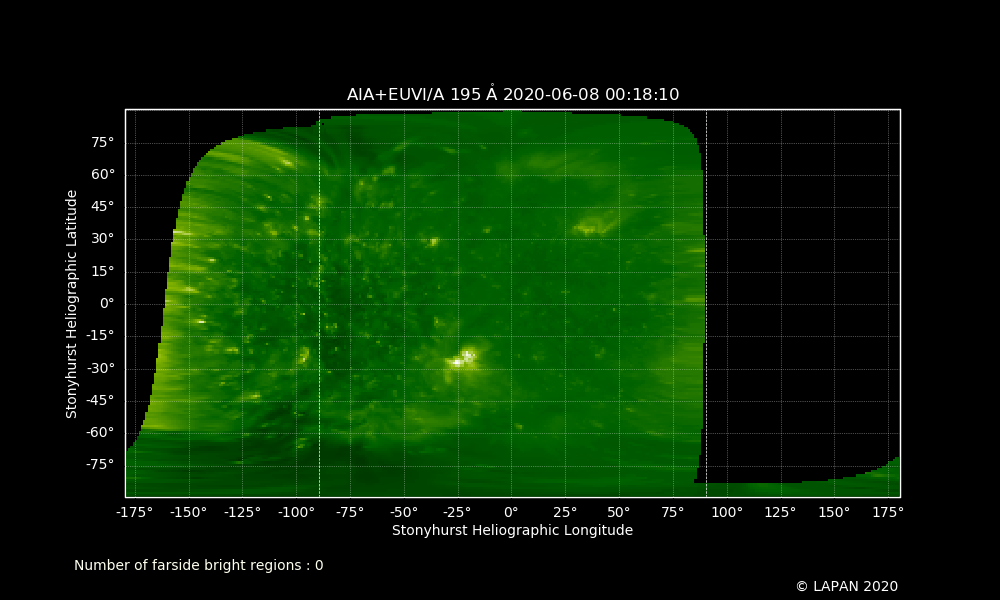 AIA+EUVI/A 195 Å 2020-06-08 00:18:10
75°
60°
45°
30°
15°
0°
-15°
-30°
-45°
-60°
-75°
Stonyhurst Heliographic Latitude
-175° -150° -125° -100° -75° -50° -25° 0° 25° 50° 75° 100° 125° 150° 175°
Stonyhurst Heliographic Longitude
Number of farside bright regions : 0
© LAPAN 2020